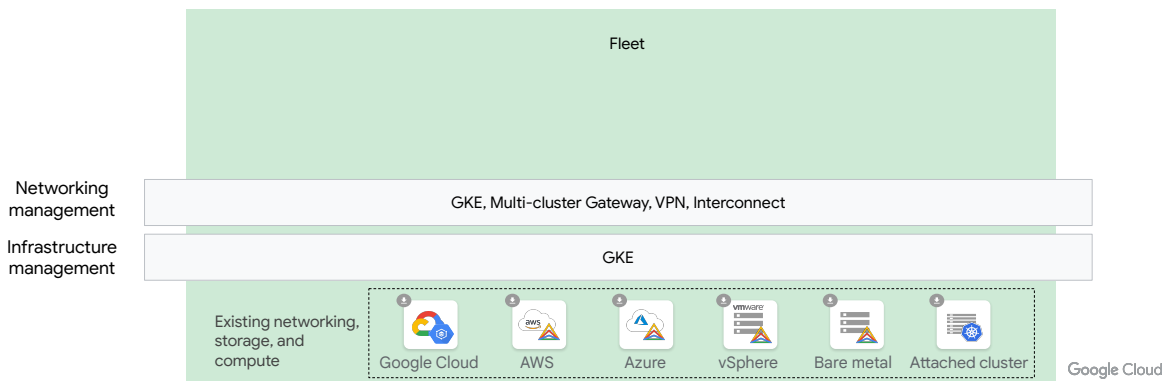 Fleet
Networking
management
GKE, Multi-cluster Gateway, VPN, Interconnect
Infrastructure
management
GKE
Existing networking,
storage, and
compute
aws
vmware
Google Cloud
AWS
Azure
vSphere
Bare metal
Attached cluster
Google Cloud